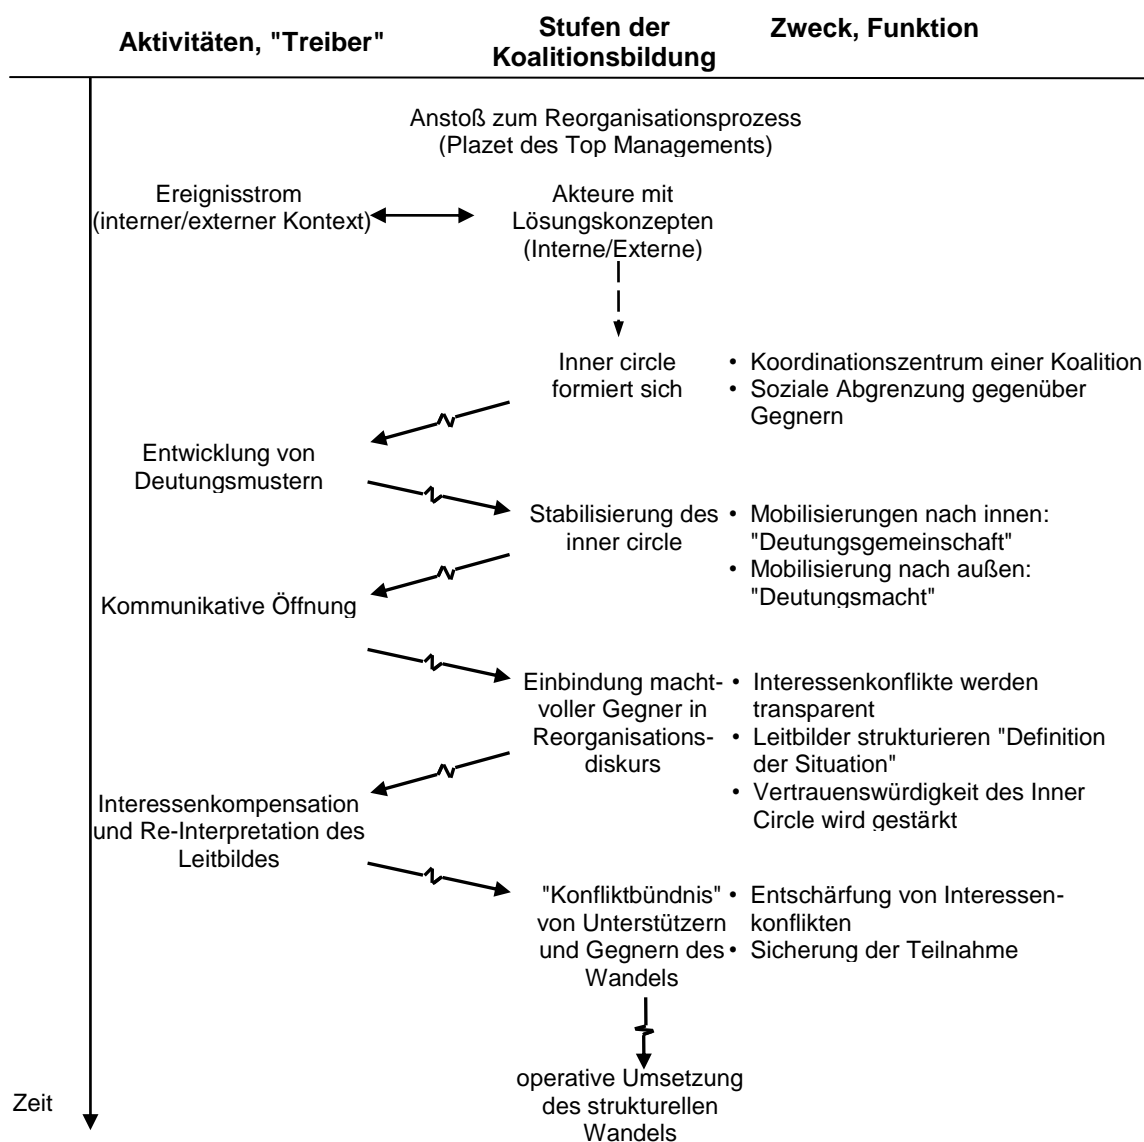 Aktivitäten, "Treiber"
Stufen der
Koalitionsbildung
Zweck, Funktion
Anstoß zum Reorganisationsprozess
(Plazet des Top Managements)
Ereignisstrom
(interner/externer Kontext)
Akteure mit
Lösungskonzepten
(Interne/Externe)
Inner circle
formiert sich
• Koordinationszentrum einer Koalition
• Soziale Abgrenzung gegenüber
Gegnern
Entwicklung von
Deutungsmustern
Stabilisierung des
inner circle
• Mobilisierungen nach innen:
"Deutungsgemeinschaft"
• Mobilisierung nach außen:
"Deutungsmacht"
Kommunikative Öffnung
Einbindung macht-
voller Gegner in
Reorganisations-
diskurs
• Interessenkonflikte werden
transparent
• Leitbilder strukturieren "Definition
der Situation"
• Vertrauenswürdigkeit des Inner
Circle wird gestärkt
Interessenkompensation
und Re-Interpretation des
Leitbildes
"Konfliktbündnis"
von Unterstützern
und Gegnern des
Wandels
• Entschärfung von Interessen-
konflikten
• Sicherung der Teilnahme
operative Umsetzung
des strukturellen
Wandels
Zeit